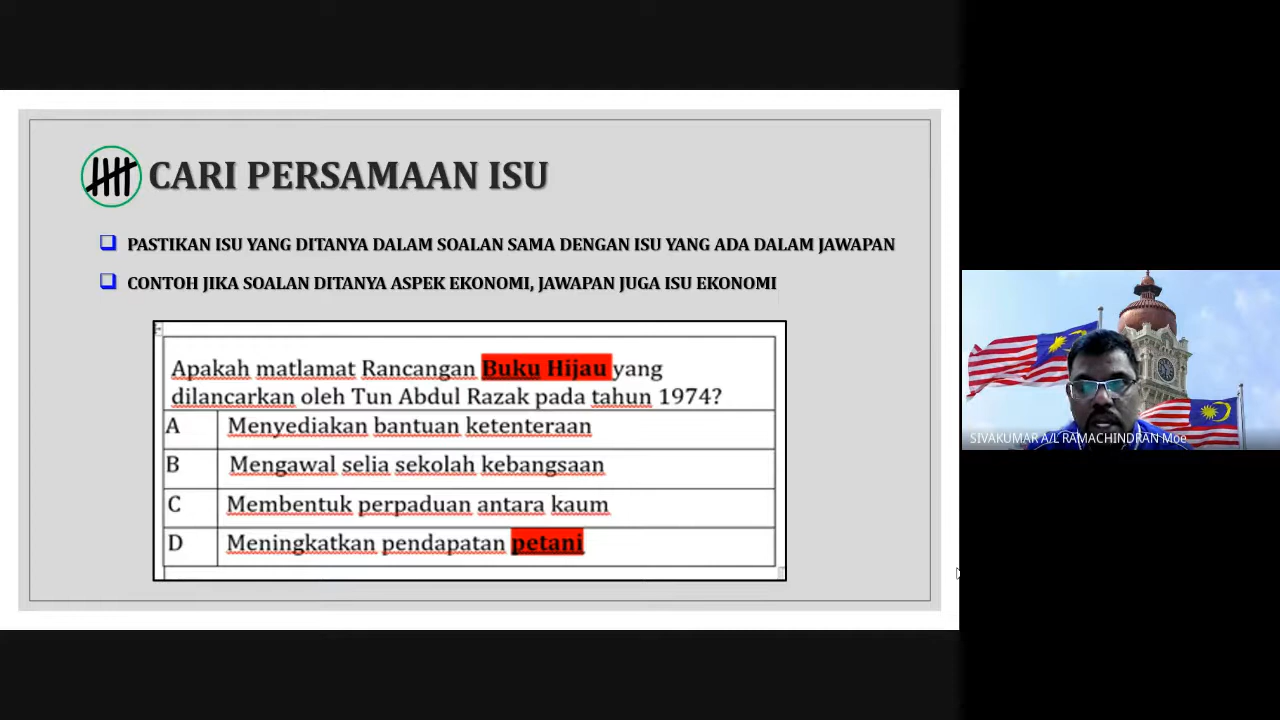 CARI PERSAMAAN ISU
PASTIKAN ISU YANG DITANYA DALAM SOALAN SAMA DENGAN ISU YANG ADA DALAM JAWAPAN
CONTOH JIKA SOALAN DITANYA ASPEK EKONOMI, JAWAPAN JUGA ISU EKONOMI
Apakah matlamat Rancangan Buku Hijau yang
dilancarkan oleh Tun Abdul Razak pada tahun 1974?
A Menyediakan bantuan ketenteraan
B Mengawal selia sekolah kebangsaan
C Membentuk perpaduan antara kaum
D Meningkatkan pendapatan petani
SIVAKUMAR A/L RAMACHINDRAN Moe